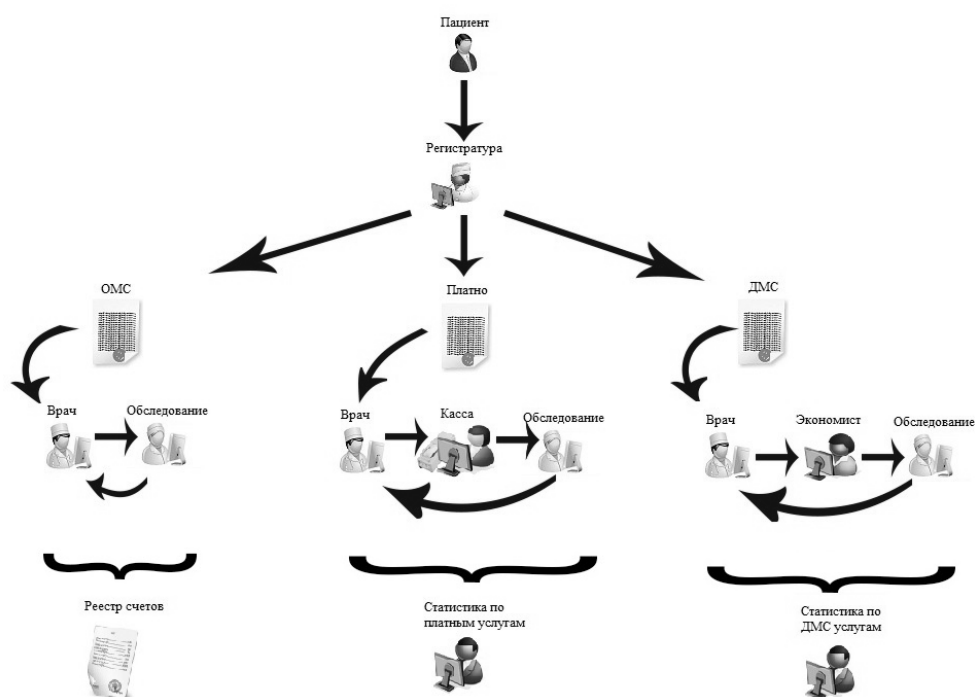 Пациент
Регистратура
ОМС
Платно
ДМС
Врач
Обследование
Врач
Касса
Обследование
Врач
Экономист
Обследование
Реестр счетов
Статистика по
платным услугам
Статистика по
ДМС услугам